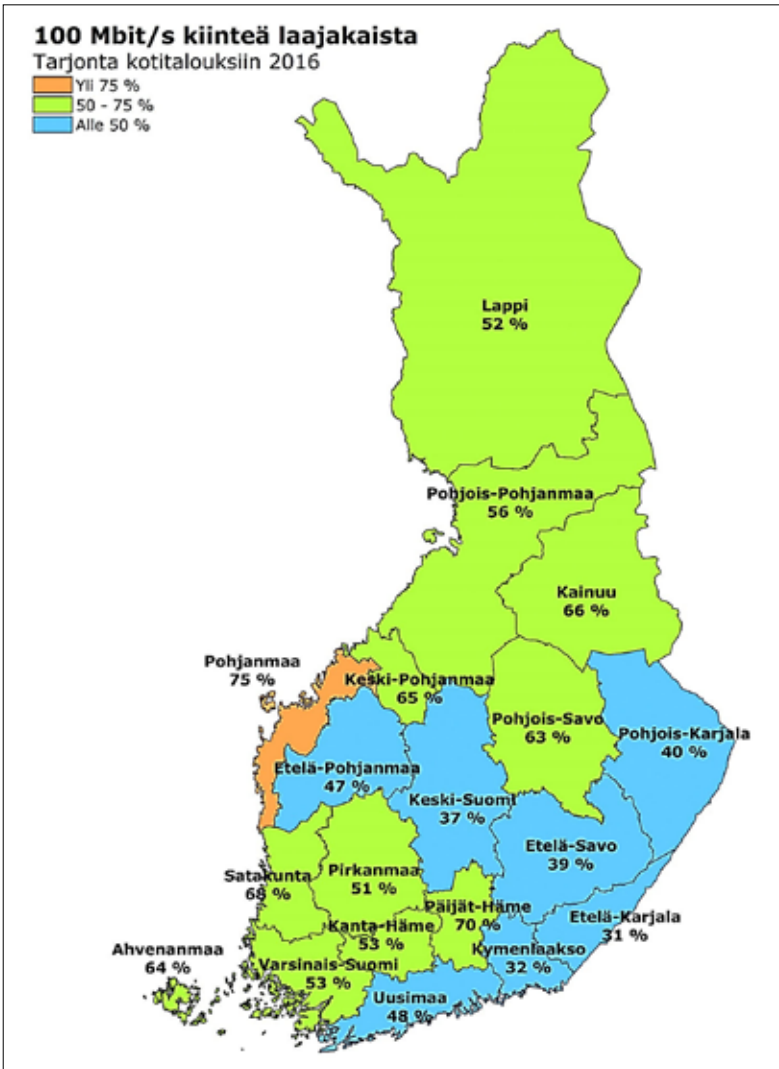 100 Mbit/s kiinteä laajakaista
Tarjonta kotitalouksiin 2016
Yli 75 %
50 - 75 %
Alle 50 %
Lappi
52 %
Pohjois-Pohjanmaa
56 %
Kainuu
66 %
Pohjanmaa
75 %
Keski-Pohjanmaa
65 %
Pohjois-Savo
63 %
Pohjois-Karjala
40 %
Etelä-Pohjanmaa
47 %
Keski-Suomi
37 %
Etelä-Savo
39 %
Satakunta
68 %
Pirkanmaa
51 %
Päijät-Häme
70 %
Etelä-Karjala
31 %
Kanta-Häme
53 %
Kymenlaakso
32 %
Ahvenanmaa
64 %
Varsinais-Suomi
53 %
Uusimaa
48 %